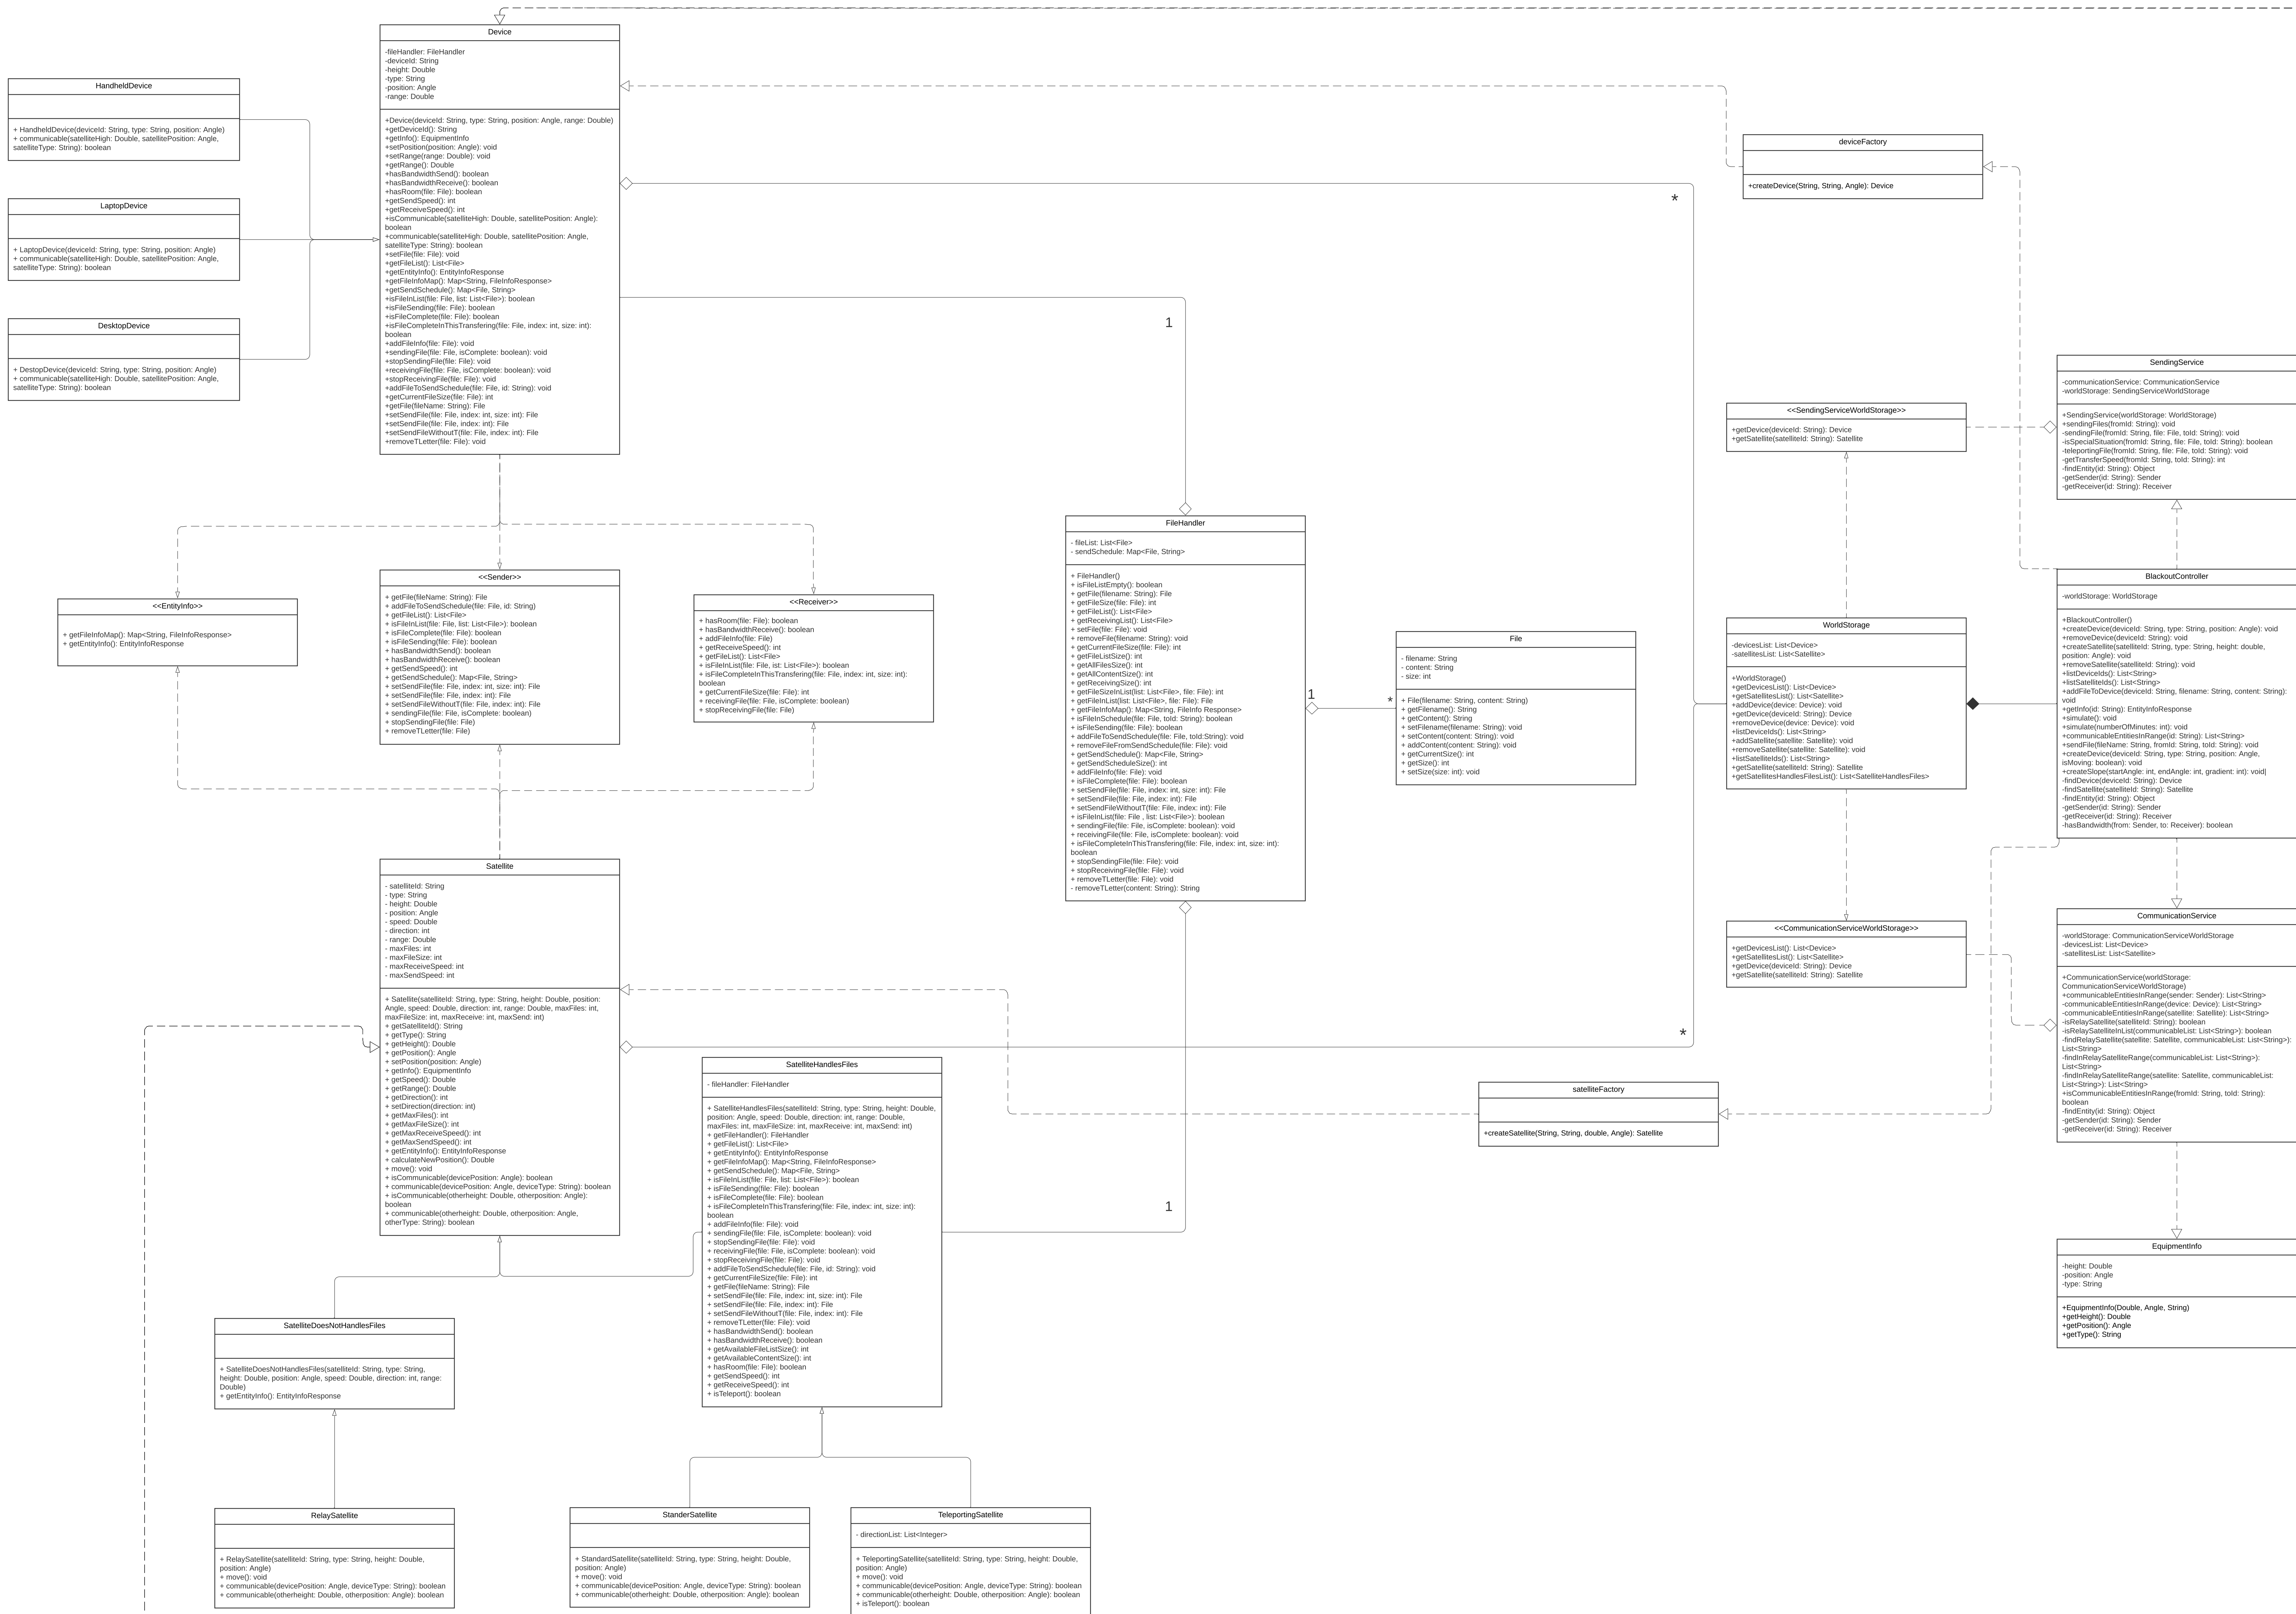 Device
-fileHandler: FileHandler
-deviceId: String
-height: Double
-type: String
-position: Angle
-range: Double
+Device(deviceId: String, type: String, position: Angle, range: Double)
+getDeviceId(): String
+getInfo(): EquipmentInfo
+setPosition(position: Angle): void
+setRange(range: Double): void
+getRange(): Double
+hasBandwidthSend(): boolean
+hasBandwidthReceive(): boolean
+hasRoom(file: File): boolean
+getSendSpeed(): int
+getReceiveSpeed(): int
+isCommunicable(satelliteHigh: Double, satellitePosition: Angle):
boolean
+communicable(satelliteHigh: Double, satellitePosition: Angle,
satelliteType: String): boolean
+setFile(file: File): void
+getFileList(): List<File>
+getEntityInfo(): EntityInfoResponse
+getFileInfoMap(): Map<String, FileInfoResponse>
+getSendSchedule(): Map<File, String>
+isFileInList(file: File, list: List<File>): boolean
+isFileSending(file: File): boolean
+isFileComplete(file: File): boolean
+isFileCompleteInThisTransfering(file: File, index: int, size: int):
boolean
+addFileInfo(file: File): void
+sendingFile(file: File, isComplete: boolean): void
+stopSendingFile(file: File): void
+receivingFile(file: File, isComplete: boolean): void
+stopReceivingFile(file: File): void
+addFileToSendSchedule(file: File, id: String): void
+getCurrentFileSize(file: File): int
+getFile(fileName: String): File
+setSendFile(file: File, index: int, size: int): File
+setSendFile(file: File, index: int): File
+setSendFileWithoutT(file: File, index: int): File
+removeTLetter(file: File): void
HandheldDevice
+ HandheldDevice(deviceId: String, type: String, position: Angle)
+ communicable(satelliteHigh: Double, satellitePosition: Angle,
satelliteType: String): boolean
LaptopDevice
+ LaptopDevice(deviceId: String, type: String, position: Angle)
+ communicable(satelliteHigh: Double, satellitePosition: Angle,
satelliteType: String): boolean
DesktopDevice
+ DestopDevice(deviceId: String, type: String, position: Angle)
+ communicable(satelliteHigh: Double, satellitePosition: Angle,
satelliteType: String): boolean
deviceFactory
+createDevice(String, String, Angle): Device
*
1
SendingService
-communicationService: CommunicationService
-worldStorage: SendingServiceWorldStorage
+SendingService(worldStorage: WorldStorage)
+sendingFiles(fromId: String): void
-sendingFile(fromId: String, file: File, toId: String): void
-isSpecialSituation(fromId: String, file: File, toId: String): boolean
-teleportingFile(fromId: String, file: File, toId: String): void
-getTransferSpeed(fromId: String, toId: String): int
-findEntity(id: String): Object
-getSender(id: String): Sender
-getReceiver(id: String): Receiver
<<SendingServiceWorldStorage>>
+getDevice(deviceId: String): Device
+getSatellite(satelliteId: String): Satellite
<<EntityInfo>>
+ getFileInfoMap(): Map<String, FileInfoResponse>
+ getEntityInfo(): EntityInfoResponse
<<Sender>>
+ getFile(fileName: String): File
+ addFileToSendSchedule(file: File, id: String)
+ getFileList(): List<File>
+ isFileInList(file: File, list: List<File>): boolean
+ isFileComplete(file: File): boolean
+ isFileSending(file: File): boolean
+ hasBandwidthSend(): boolean
+ hasBandwidthReceive(): boolean
+ getSendSpeed(): int
+ getSendSchedule(): Map<File, String>
+ setSendFile(file: File, index: int, size: int): File
+ setSendFile(file: File, index: int): File
+ setSendFileWithoutT(file: File, index: int): File
+ sendingFile(file: File, isComplete: boolean)
+ stopSendingFile(file: File)
+ removeTLetter(file: File)
<<Receiver>>
+ hasRoom(file: File): boolean
+ hasBandwidthReceive(): boolean
+ addFileInfo(file: File)
+ getReceiveSpeed(): int
+ getFileList(): List<File>
+ isFileInList(file: File, ist: List<File>): boolean
+ isFileCompleteInThisTransfering(file: File, index: int, size: int):
boolean
+ getCurrentFileSize(file: File): int
+ receivingFile(file: File, isComplete: boolean)
+ stopReceivingFile(file: File)
FileHandler
- fileList: List<File>
- sendSchedule: Map<File, String>
+ FileHandler()
+ isFileListEmpty(): boolean
+ getFile(filename: String): File
+ getFileSize(file: File): int
+ getFileList(): List<File>
+ getReceivingList(): List<File>
+ setFile(file: File): void
+ removeFile(filename: String): void
+ getCurrentFileSize(file: File): int
+ getFileListSize(): int
+ getAllFilesSize(): int
+ getAllContentSize(): int
+ getReceivingSize(): int
+ getFileSizeInList(list: List<File>, file: File): int
+ getFileInList(list: List<File>, file: File): File
+ getFileInfoMap(): Map<String, FileInfo Response>
+ isFileInSchedule(file: File, toId: String): boolean
+ isFileSending(file: File): boolean
+ addFileToSendSchedule(file: File, toId:String): void
+ removeFileFromSendSchedule(file: File): void
+ getSendSchedule(): Map<File, String>
+ getSendScheduleSize(): int
+ addFileInfo(file: File): void
+ isFileComplete(file: File): boolean
+ setSendFile(file: File, index: int, size: int): File
+ setSendFile(file: File, index: int): File
+ setSendFileWithoutT(file: File, index: int): File
+ isFileInList(file: File , list: List<File>): boolean
+ sendingFile(file: File, isComplete: boolean): void
+ receivingFile(file: File, isComplete: boolean): void
+ isFileCompleteInThisTransfering(file: File, index: int, size: int):
boolean
+ stopSendingFile(file: File): void
+ stopReceivingFile(file: File): void
+ removeTLetter(file: File): void
- removeTLetter(content: String): String
1
*
File
- filename: String
- content: String
- size: int
+ File(filename: String, content: String)
+ getFilename(): String
+ getContent(): String
+ setFilename(filename: String): void
+ setContent(content: String): void
+ addContent(content: String): void
+ getCurrentSize(): int
+ getSize(): int
+ setSize(size: int): void
WorldStorage
-devicesList: List<Device>
-satellitesList: List<Satellite>
+WorldStorage()
+getDevicesList(): List<Device>
+getSatellitesList(): List<Satellite>
+addDevice(device: Device): void
+getDevice(deviceId: String): Device
+removeDevice(device: Device): void
+listDeviceIds(): List<String>
+addSatellite(satellite: Satellite): void
+removeSatellite(satellite: Satellite): void
+listSatelliteIds(): List<String>
+getSatellite(satelliteId: String): Satellite
+getSatellitesHandlesFilesList(): List<SatelliteHandlesFiles>
BlackoutController
-worldStorage: WorldStorage
+BlackoutController()
+createDevice(deviceId: String, type: String, position: Angle): void
+removeDevice(deviceId: String): void
+createSatellite(satelliteId: String, type: String, height: double,
position: Angle): void
+removeSatellite(satelliteId: String): void
+listDeviceIds(): List<String>
+listSatelliteIds(): List<String>
+addFileToDevice(deviceId: String, filename: String, content: String):
void
+getInfo(id: String): EntityInfoResponse
+simulate(): void
+simulate(numberOfMinutes: int): void
+communicableEntitiesInRange(id: String): List<String>
+sendFile(fileName: String, fromId: String, toId: String): void
+createDevice(deviceId: String, type: String, position: Angle,
isMoving: boolean): void
+createSlope(startAngle: int, endAngle: int, gradient: int): void|
-findDevice(deviceId: String): Device
-findSatellite(satelliteId: String): Satellite
-findEntity(id: String): Object
-getSender(id: String): Sender
-getReceiver(id: String): Receiver
-hasBandwidth(from: Sender, to: Receiver): boolean
Satellite
- satelliteId: String
- type: String
- height: Double
- position: Angle
- speed: Double
- direction: int
- range: Double
- maxFiles: int
- maxFileSize: int
- maxReceiveSpeed: int
- maxSendSpeed: int
+ Satellite(satelliteId: String, type: String, height: Double, position:
Angle, speed: Double, direction: int, range: Double, maxFiles: int,
maxFileSize: int, maxReceive: int, maxSend: int)
+ getSatelliteId(): String
+ getType(): String
+ getHeight(): Double
+ getPosition(): Angle
+ setPosition(position: Angle)
+ getInfo(): EquipmentInfo
+ getSpeed(): Double
+ getRange(): Double
+ getDirection(): int
+ setDirection(direction: int)
+ getMaxFiles(): int
+ getMaxFileSize(): int
+ getMaxReceiveSpeed(): int
+ getMaxSendSpeed(): int
+ getEntityInfo(): EntityInfoResponse
+ calculateNewPosition(): Double
+ move(): void
+ isCommunicable(devicePosition: Angle): boolean
+ communicable(devicePosition: Angle, deviceType: String): boolean
+ isCommunicable(otherheight: Double, otherposition: Angle):
boolean
+ communicable(otherheight: Double, otherposition: Angle,
otherType: String): boolean
*
<<CommunicationServiceWorldStorage>>
+getDevicesList(): List<Device>
+getSatellitesList(): List<Satellite>
+getDevice(deviceId: String): Device
+getSatellite(satelliteId: String): Satellite
CommunicationService
-worldStorage: CommunicationServiceWorldStorage
-devicesList: List<Device>
-satellitesList: List<Satellite>
+CommunicationService(worldStorage:
CommunicationServiceWorldStorage)
+communicableEntitiesInRange(sender: Sender): List<String>
-communicableEntitiesInRange(device: Device): List<String>
-communicableEntitiesInRange(satellite: Satellite): List<String>
-isRelaySatellite(satelliteId: String): boolean
-isRelaySatelliteInList(communicableList: List<String>): boolean
-findRelaySatellite(satellite: Satellite, communicableList: List<String>):
List<String>
-findInRelaySatelliteRange(communicableList: List<String>):
List<String>
-findInRelaySatelliteRange(satellite: Satellite, communicableList:
List<String>): List<String>
+isCommunicableEntitiesInRange(fromId: String, toId: String):
boolean
-findEntity(id: String): Object
-getSender(id: String): Sender
-getReceiver(id: String): Receiver
SatelliteHandlesFiles
- fileHandler: FileHandler
+ SatelliteHandlesFiles(satelliteId: String, type: String, height: Double,
position: Angle, speed: Double, direction: int, range: Double,
maxFiles: int, maxFileSize: int, maxReceive: int, maxSend: int)
+ getFileHandler(): FileHandler
+ getFileList(): List<File>
+ getEntityInfo(): EntityInfoResponse
+ getFileInfoMap(): Map<String, FileInfoResponse>
+ getSendSchedule(): Map<File, String>
+ isFileInList(file: File, list: List<File>): boolean
+ isFileSending(file: File): boolean
+ isFileComplete(file: File): boolean
+ isFileCompleteInThisTransfering(file: File, index: int, size: int):
boolean
+ addFileInfo(file: File): void
+ sendingFile(file: File, isComplete: boolean): void
+ stopSendingFile(file: File): void
+ receivingFile(file: File, isComplete: boolean): void
+ stopReceivingFile(file: File): void
+ addFileToSendSchedule(file: File, id: String): void
+ getCurrentFileSize(file: File): int
+ getFile(fileName: String): File
+ setSendFile(file: File, index: int, size: int): File
+ setSendFile(file: File, index: int): File
+ setSendFileWithoutT(file: File, index: int): File
+ removeTLetter(file: File): void
+ hasBandwidthSend(): boolean
+ hasBandwidthReceive(): boolean
+ getAvailableFileListSize(): int
+ getAvailableContentSize(): int
+ hasRoom(file: File): boolean
+ getSendSpeed(): int
+ getReceiveSpeed(): int
+ isTeleport(): boolean
1
satelliteFactory
+createSatellite(String, String, double, Angle): Satellite
EquipmentInfo
-height: Double
-position: Angle
-type: String
+EquipmentInfo(Double, Angle, String)
+getHeight(): Double
+getPosition(): Angle
+getType(): String
SatelliteDoesNotHandlesFiles
+ SatelliteDoesNotHandlesFiles(satelliteId: String, type: String,
height: Double, position: Angle, speed: Double, direction: int, range:
Double)
+ getEntityInfo(): EntityInfoResponse
RelaySatellite
+ RelaySatellite(satelliteId: String, type: String, height: Double,
position: Angle)
+ move(): void
+ communicable(devicePosition: Angle, deviceType: String): boolean
+ communicable(otherheight: Double, otherposition: Angle): boolean
StanderSatellite
+ StandardSatellite(satelliteId: String, type: String, height: Double,
position: Angle)
+ move(): void
+ communicable(devicePosition: Angle, deviceType: String): boolean
+ communicable(otherheight: Double, otherposition: Angle): boolean
TeleportingSatellite
- directionList: List<Integer>
+ TeleportingSatellite(satelliteId: String, type: String, height: Double,
position: Angle)
+ move(): void
+ communicable(devicePosition: Angle, deviceType: String): boolean
+ communicable(otherheight: Double, otherposition: Angle): boolean
+ isTeleport(): boolean